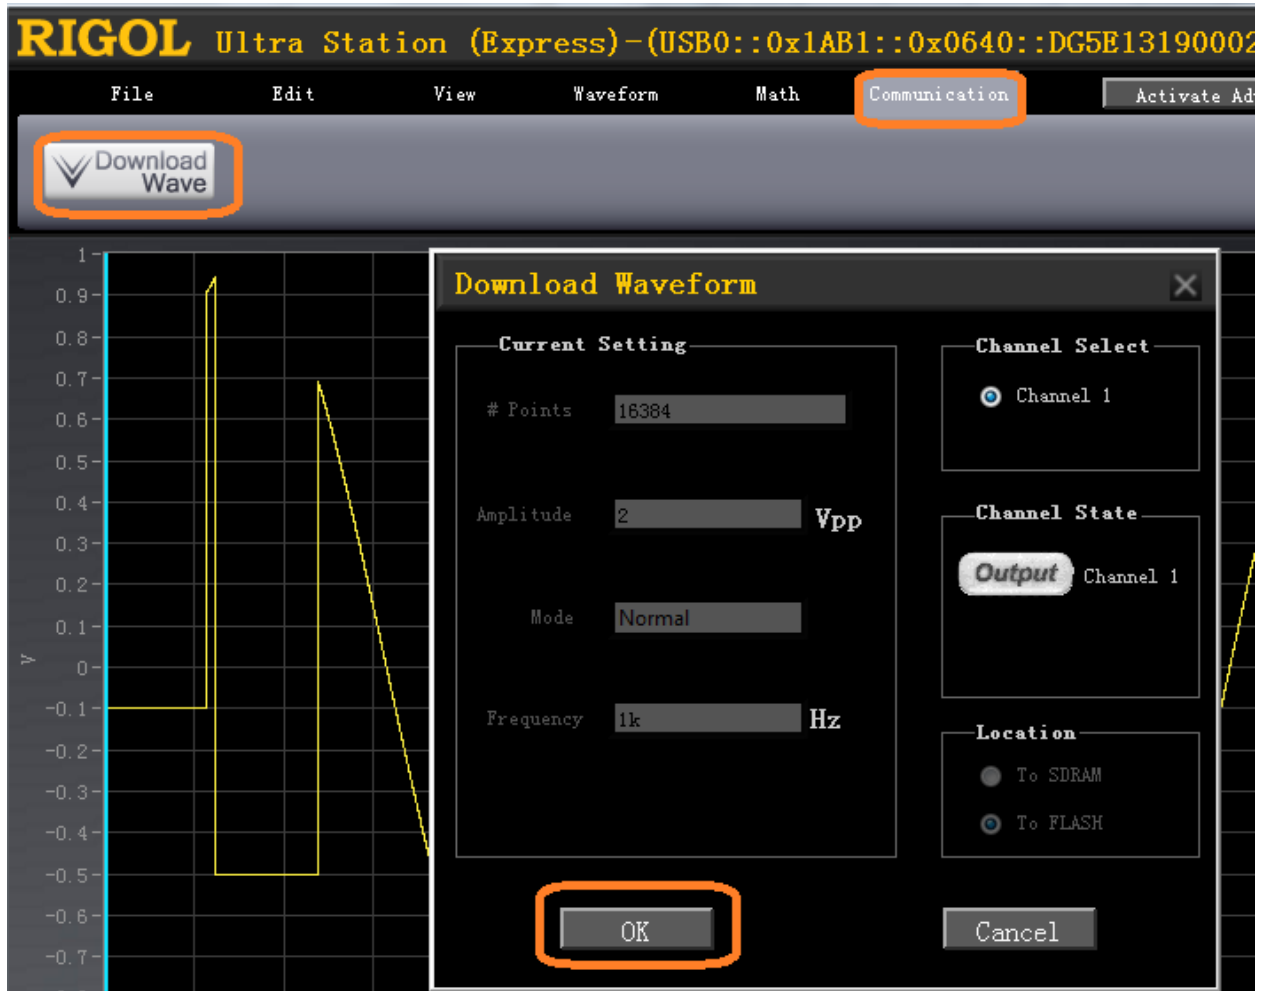 RIGOL Ultra Station (Express)-(USB0::0x1AB1::0x0640::DG5E13190002
File Edit View Waveform Math Communication Activate Ad
Download
Wave
Download Waveform
Current Setting
# Points 16384
Amplitude 2 Vpp
Mode Normal
Frequency 1k Hz
Channel Select
Channel 1
Channel State
Output Channel 1
Location
To SDRAM
To FLASH
OK Cancel
1
0.9
0.8
0.7
0.6
0.5
0.4
0.3
0.2
0.1
V 0
-0.1
-0.2
-0.3
-0.4
-0.5
-0.6
-0.7